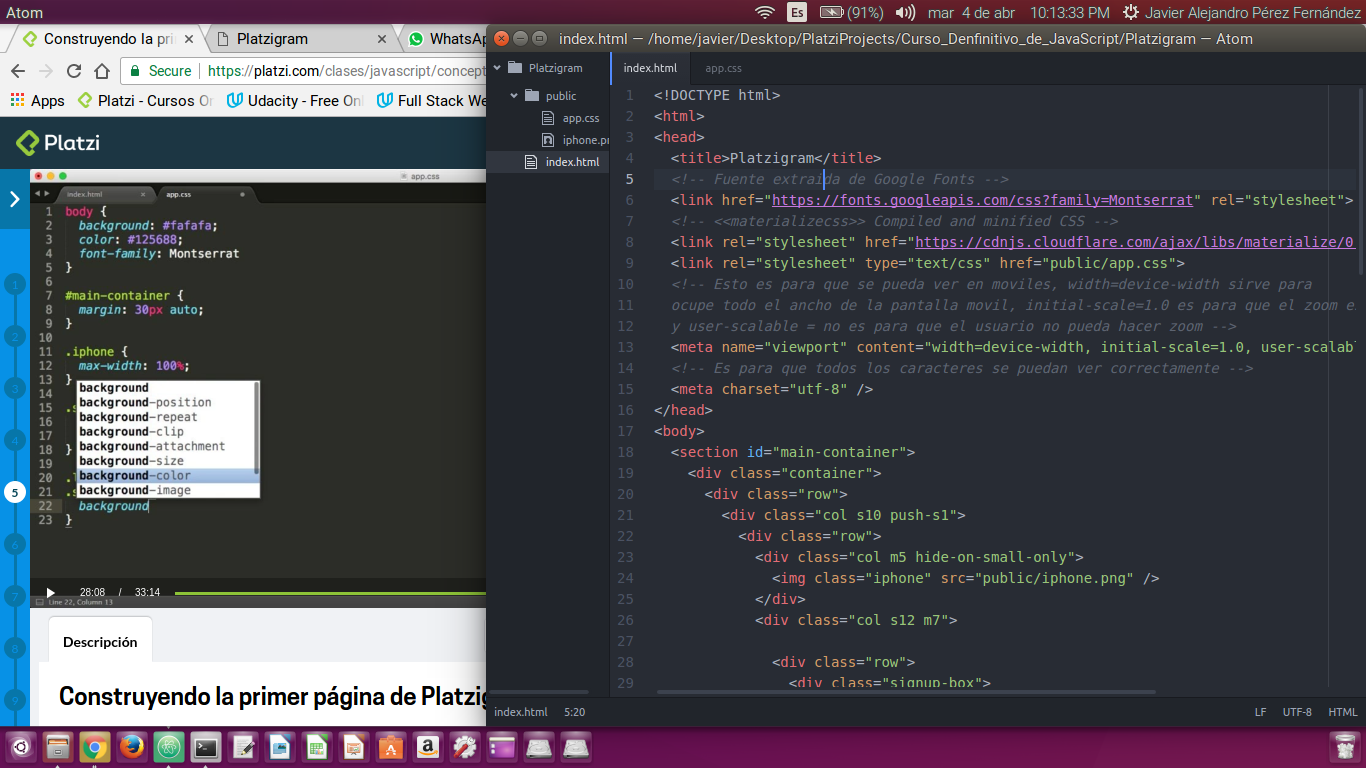 Atom
Es
(91%)
mar 4 de abr
10:13:33 PM
Javier Alejandro Pérez Fernández
Construyendo la pri
Platzigram
WhatsAp
Secure
https://platzi.com/clases/javascript/concept
Apps
Platzi - Cursos Or
Udacity - Free Onl
Full Stack We
Platzi
app.css
index.html
app.css
1 body {
2 background: #fafafa;
3 color: #125688;
4 font-family: Montserrat
5 }
6
7 #main-container {
8 margin: 30px auto;
9 }
10
11 .iphone {
12 max-width: 100%;
13 }
14
15 .s
16
17
18 }
19
20 .l
21 .s
22 background
23 }
background
background-position
background-repeat
background-clip
background-attachment
background-size
background-color
background-image
1
2
3
4
5
6
7
8
9
28:08 / 33:14
Line 22, Column 13
Descripción
Construyendo la primer página de Platzig
index.html — /home/javier/Desktop/PlatziProjects/Curso_Denfinitivo_de_JavaScript/Platzigram — Atom
Platzigram
public
app.css
iphone.pn
index.html
index.html
app.css
1 <!DOCTYPE html>
2 <html>
3 <head>
4 <title>Platzigram</title>
5 <!-- Fuente extraida de Google Fonts -->
6 <link href="https://fonts.googleapis.com/css?family=Montserrat" rel="stylesheet">
7 <!-- <<materializecss>> Compiled and minified CSS -->
8 <link rel="stylesheet" href="https://cdnjs.cloudflare.com/ajax/libs/materialize/0.
9 <link rel="stylesheet" type="text/css" href="public/app.css">
10 <!-- Esto es para que se pueda ver en moviles, width=device-width sirve para
11 ocupe todo el ancho de la pantalla movil, initial-scale=1.0 es para que el zoom e
12 y user-scalable = no es para que el usuario no pueda hacer zoom -->
13 <meta name="viewport" content="width=device-width, initial-scale=1.0, user-scalabl
14 <!-- Es para que todos los caracteres se puedan ver correctamente -->
15 <meta charset="utf-8" />
16 </head>
17 <body>
18 <section id="main-container">
19 <div class="container">
20 <div class="row">
21 <div class="col s10 push-s1">
22 <div class="row">
23 <div class="col m5 hide-on-small-only">
24 <img class="iphone" src="public/iphone.png" />
25 </div>
26 <div class="col s12 m7">
27
28 <div class="row">
29 <div class="signup-box">
index.html
5:20
LF
UTF-8
HTML